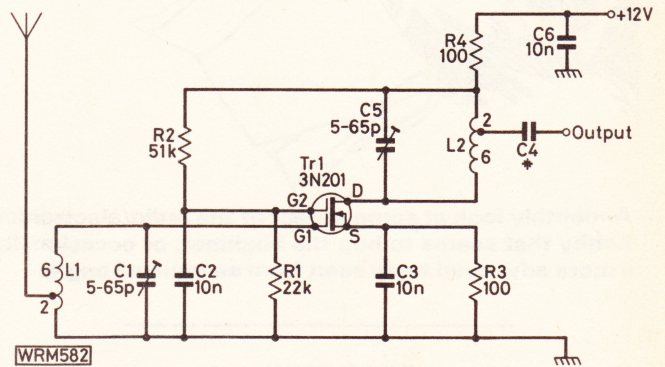 +12V
R4
100
C6
10n
C5
5-65p
2
L2
6
C4
*
Output
R2
51k
Tr1
3N201
G2
D
G1
S
6
L1
2
C1
5-65p
C2
10n
R1
22k
C3
10n
R3
100
WRM582